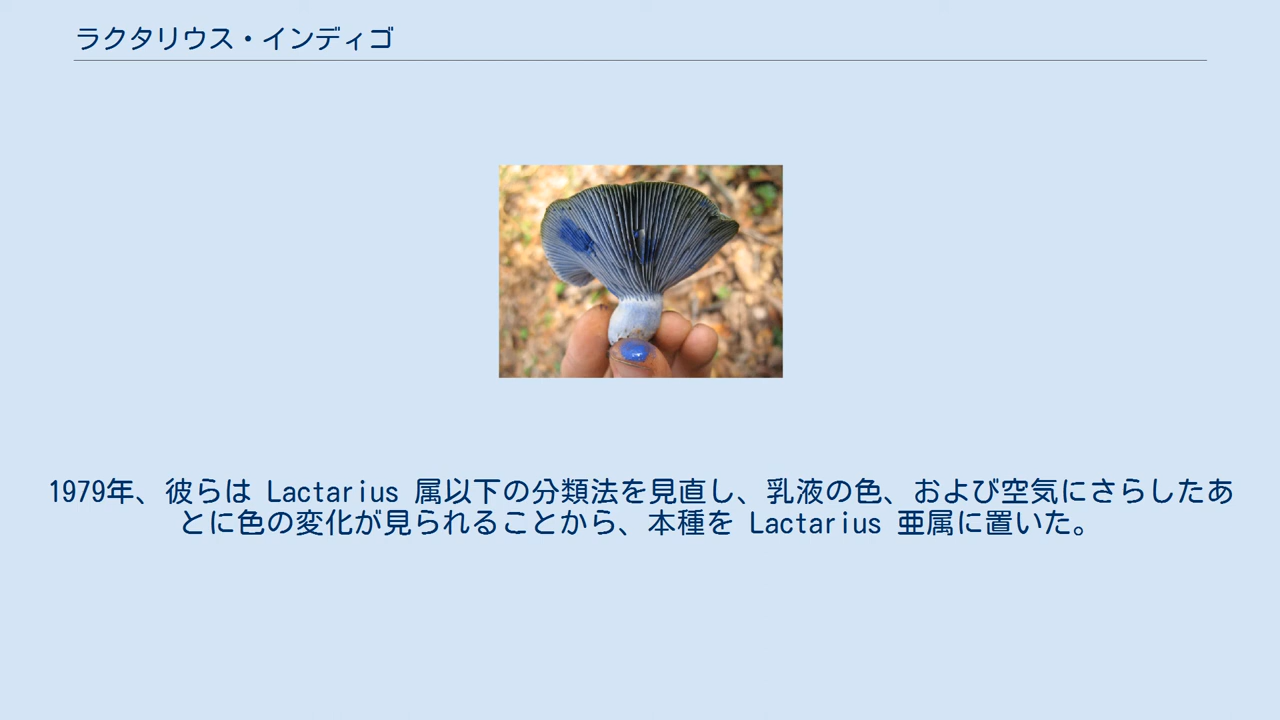 ラクタリウス・インディゴ
1979年、彼らは Lactarius 属以下の分類法を見直し、乳液の色、および空気にさらしたあ
とに色の変化が見られることから、本種を Lactarius 亜属に置いた。